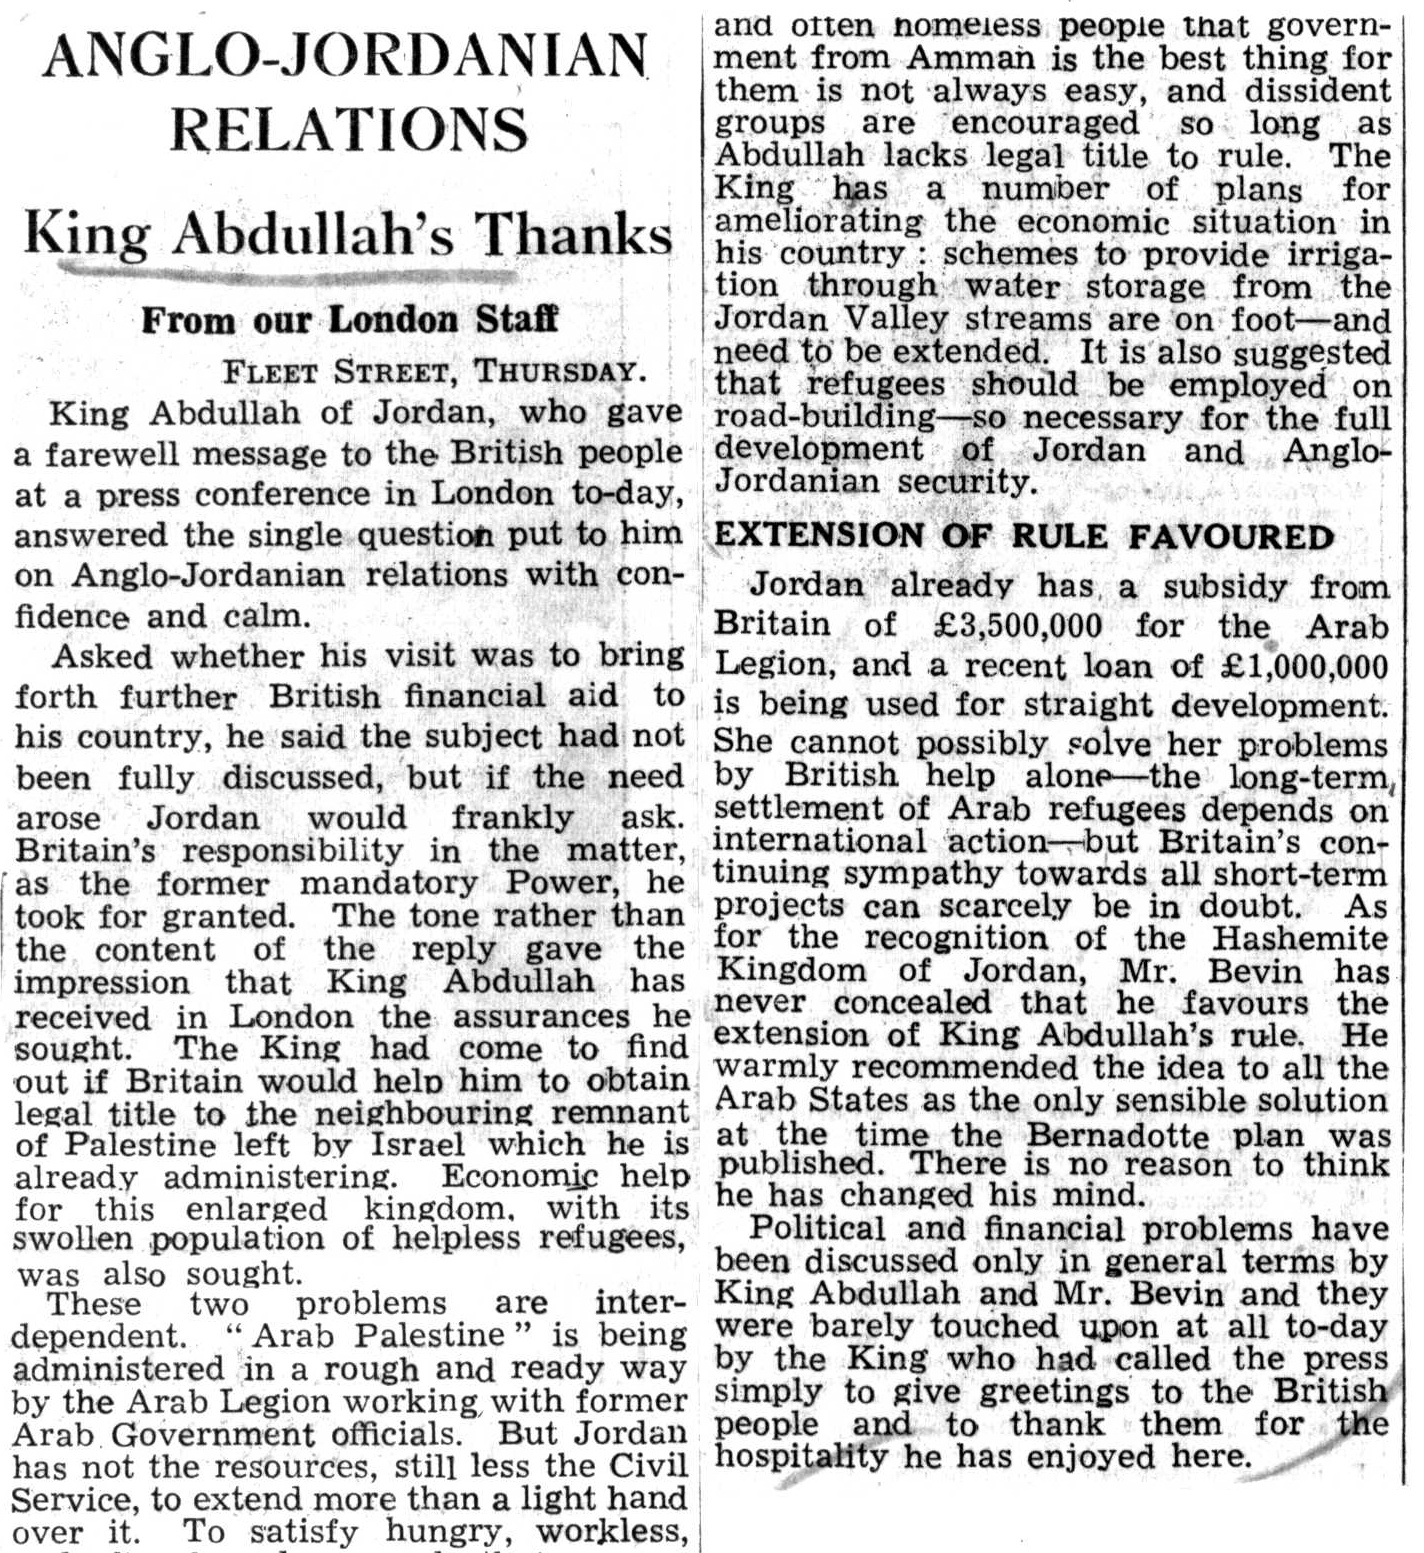 ANGLO-JORDANIAN
RELATIONS
King Abdullah's Thanks
From our London Staff
FLEET STREET, THURSDAY.
King Abdullah of Jordan, who gave
a farewell message to the British people
at a press conference in London to-day,
answered the single question put to him
on Anglo-Jordanian relations with con-
fidence and calm.
Asked whether his visit was to bring
forth further British financial aid to
his country, he said the subject had not
been fully discussed, but if the need
arose Jordan would frankly ask.
Britain's responsibility in the matter,
as the former mandatory Power, he
took for granted. The tone rather than
the content of the reply gave the
impression that King Abdullah has
received in London the assurances he
sought. The King had come to find
out if Britain would help him to obtain
legal title to the neighbouring remnant
of Palestine left by Israel which he is
already administering. Economic help
for this enlarged kingdom, with its
swollen population of helpless refugees,
was also sought.
These two problems are inter-
dependent. "Arab Palestine" is being
administered in a rough and ready way
by the Arab Legion working with former
Arab Government officials. But Jordan
has not the resources, still less the Civil
Service, to extend more than a light hand
over it. To satisfy hungry, workless,
and often homeless people that govern-
ment from Amman is the best thing for
them is not always easy, and dissident
groups are encouraged so long as
Abdullah lacks legal title to rule. The
King has a number of plans for
ameliorating the economic situation in
his country : schemes to provide irriga-
tion through water storage from the
Jordan Valley streams are on foot—and
need to be extended. It is also suggested
that refugees should be employed on
road-building—so necessary for the full
development of Jordan and Anglo-
Jordanian security.
EXTENSION OF RULE FAVOURED
Jordan already has a subsidy from
Britain of £3,500,000 for the Arab
Legion, and a recent loan of £1,000,000
is being used for straight development.
She cannot possibly solve her problems
by British help alone—the long-term
settlement of Arab refugees depends on
international action—but Britain's con-
tinuing sympathy towards all short-term
projects can scarcely be in doubt. As
for the recognition of the Hashemite
Kingdom of Jordan, Mr. Bevin has
never concealed that he favours the
extension of King Abdullah's rule. He
warmly recommended the idea to all the
Arab States as the only sensible solution
at the time the Bernadotte plan was
published. There is no reason to think
he has changed his mind.
Political and financial problems have
been discussed only in general terms by
King Abdullah and Mr. Bevin and they
were barely touched upon at all to-day
by the King who had called the press
simply to give greetings to the British
people and to thank them for the
hospitality he has enjoyed here.